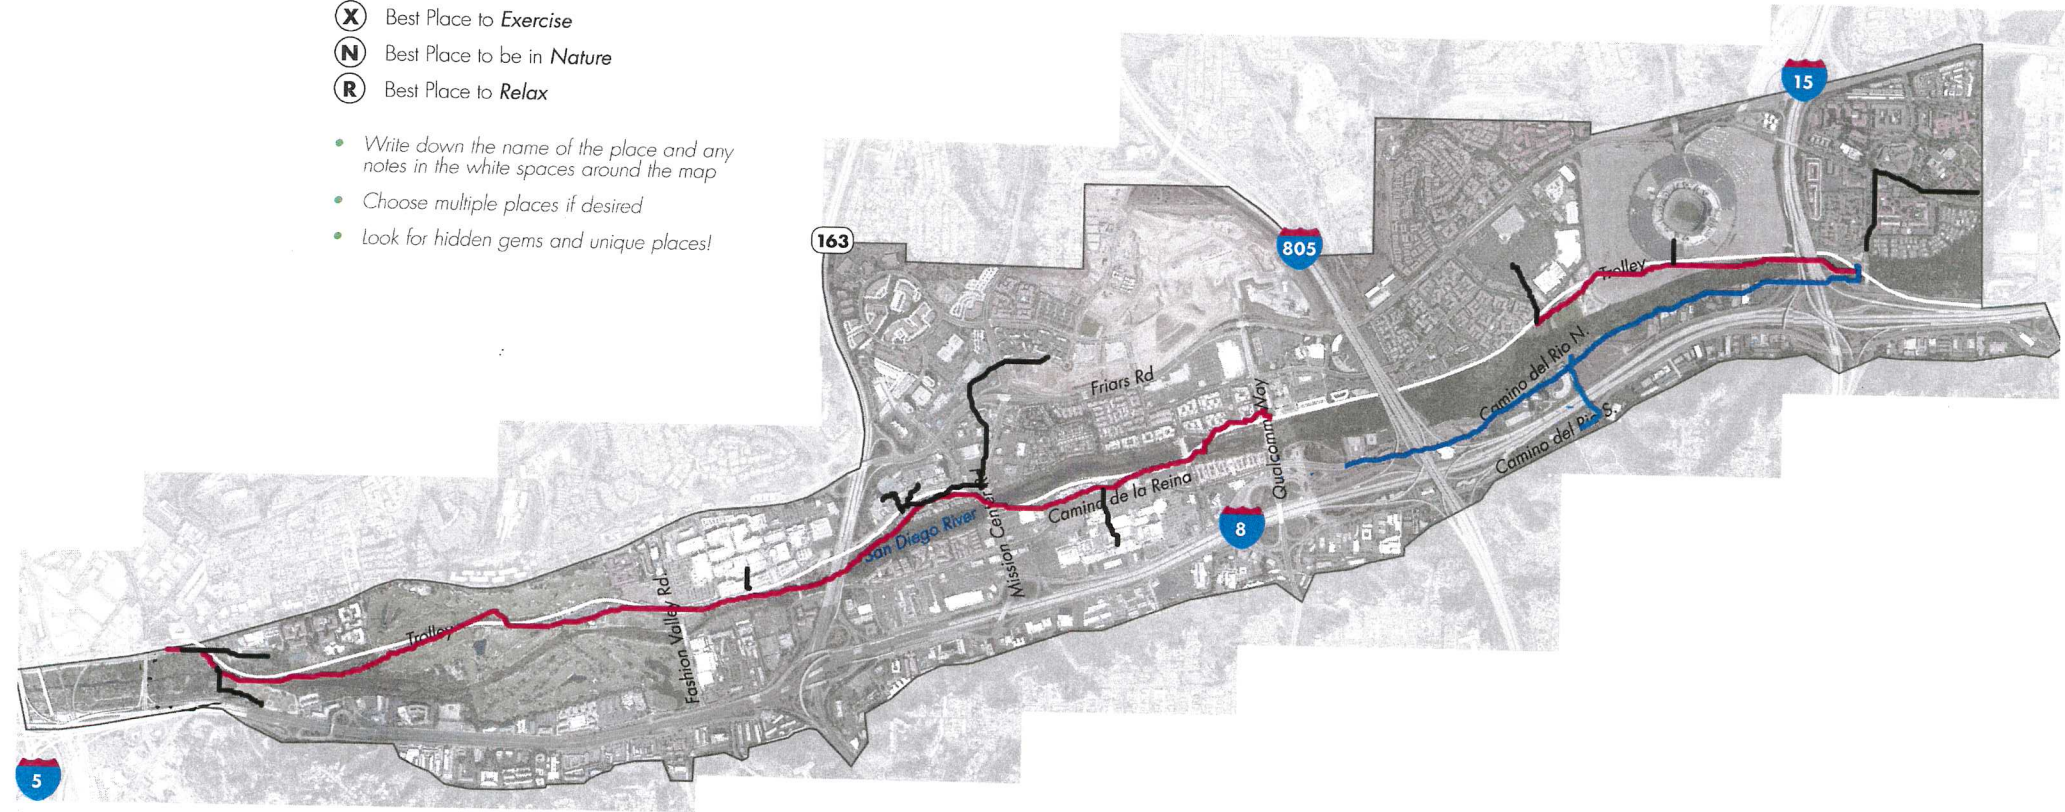 X Best Place to Exercise
N Best Place to be in Nature
R Best Place to Relax
• Write down the name of the place and any
notes in the white spaces around the map
• Choose multiple places if desired
• Look for hidden gems and unique places!
15
163
805
Trolley
Camino del Rio N.
Friars Rd
Qualcomm Way
Camino del Rio S.
Camino de la Reina
Mission Center Rd
San Diego River
8
Fashion Valley Rd.
Trolley
5